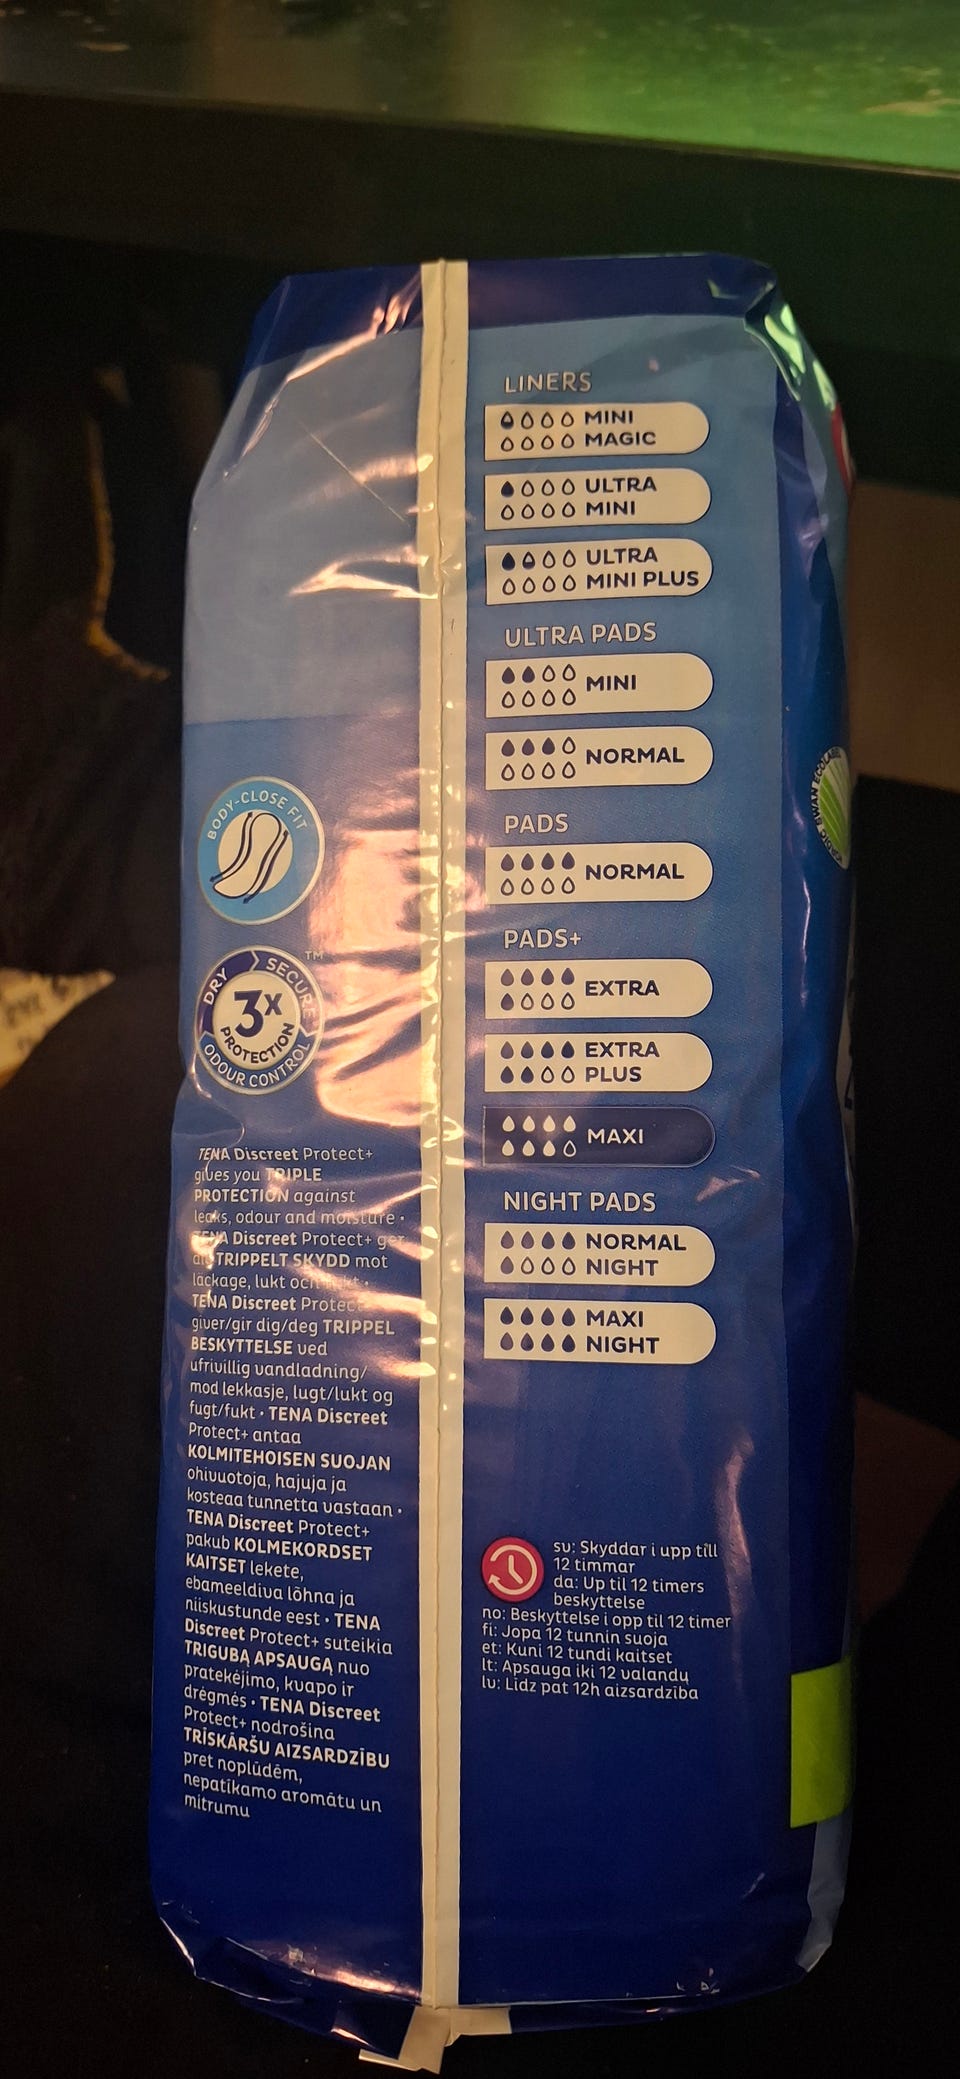 BODY-CLOSE FIT
DRY SECURE™
3X
PROTECTION
ODOUR CONTROL
TENA Discreet Protect+
gives you TRIPLE
PROTECTION against
leaks, odour and moisture •
TENA Discreet Protect+ ger
dig TRIPPELT SKYDD mot
läckage, lukt och
TENA Discreet Protect+
giver/gir dig/deg TRIPPEL
BESKYTTELSE ved
ufrivillig vandladning/
mod lekkasje, lugt/lukt og
fugt/fukt • TENA Discreet
Protect+ antaa
KOLMITEHOISEN SUOJAN
ohivuotoja, hajuja ja
kosteaa tunnetta vastaan •
TENA Discreet Protect+
pakub KOLMEKORDSET
KAITSET lekete,
ebameeldiva lõhna ja
niiskustunde eest • TENA
Discreet Protect+ suteikia
TRIGUBĄ APSAUGĄ nuo
pratekėjimo, kvapo ir
drėgmės • TENA Discreet
Protect+ nodrošina
TRĪSKĀRŠU AIZSARDZĪBU
pret noplūdēm,
nepatīkamo aromātu un
mitrumu
LINERS
MINI
MAGIC
ULTRA
MINI
ULTRA
MINI PLUS
ULTRA PADS
MINI
NORMAL
PADS
NORMAL
PADS+
EXTRA
EXTRA
PLUS
MAXI
NIGHT PADS
NORMAL
NIGHT
MAXI
NIGHT
sv: Skyddar i upp till
12 timmar
da: Up til 12 timers
beskyttelse
no: Beskyttelse i opp til 12 timer
fi: Jopa 12 tunnin suoja
et: Kuni 12 tundi kaitset
lt: Apsauga iki 12 valandų
lv: Līdz pat 12h aizsardzība
SWAN ECOLABEL